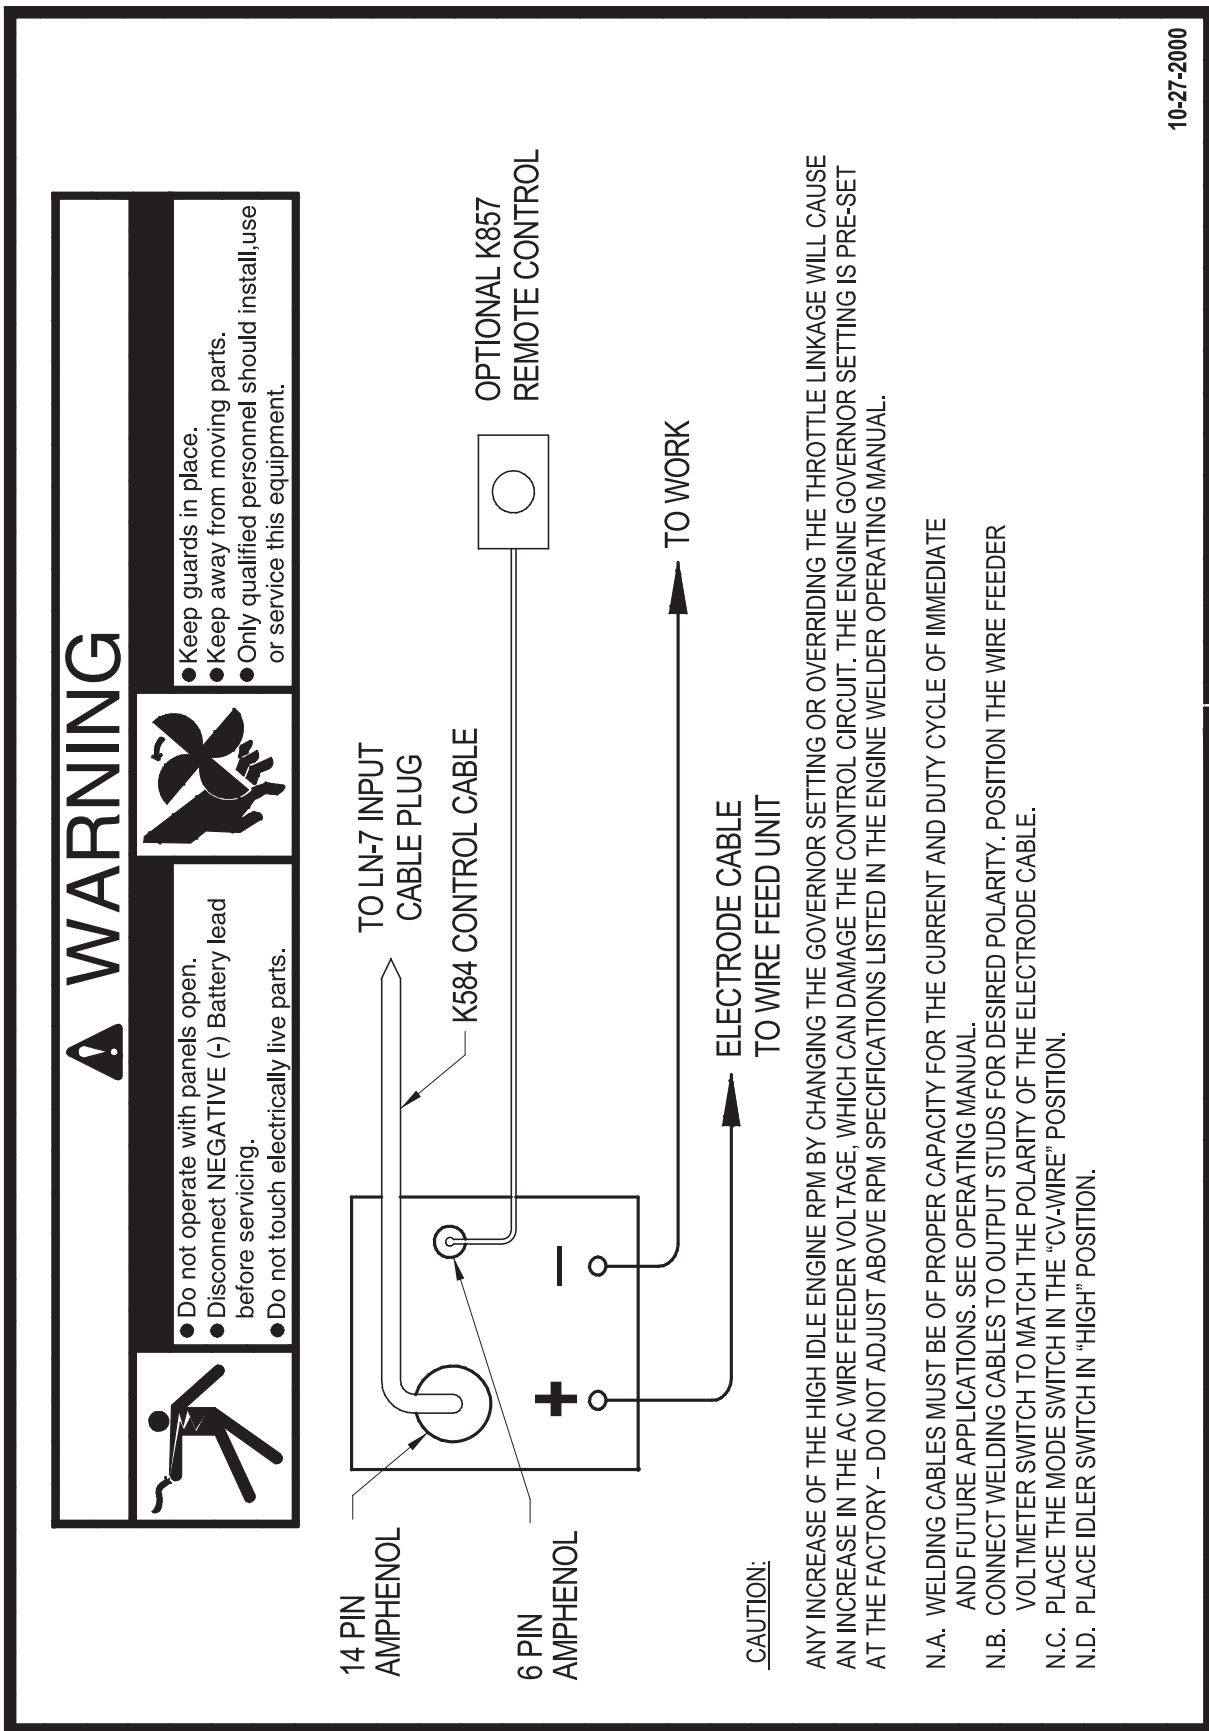 WARNING
● Do not operate with panels open.
● Disconnect NEGATIVE (-) Battery lead
before servicing.
● Do not touch electrically live parts.
● Keep guards in place.
● Keep away from moving parts.
● Only qualified personnel should install,use
or service this equipment.
14 PIN
AMPHENOL
6 PIN
AMPHENOL
TO LN-7 INPUT
CABLE PLUG
K584 CONTROL CABLE
OPTIONAL K857
REMOTE CONTROL
+
−
TO WORK
ELECTRODE CABLE
TO WIRE FEED UNIT
CAUTION:
ANY INCREASE OF THE HIGH IDLE ENGINE RPM BY CHANGING THE GOVERNOR SETTING OR OVERRIDING THE THROTTLE LINKAGE WILL CAUSE
AN INCREASE IN THE AC WIRE FEEDER VOLTAGE, WHICH CAN DAMAGE THE CONTROL CIRCUIT. THE ENGINE GOVERNOR SETTING IS PRE-SET
AT THE FACTORY – DO NOT ADJUST ABOVE RPM SPECIFICATIONS LISTED IN THE ENGINE WELDER OPERATING MANUAL.
N.A. WELDING CABLES MUST BE OF PROPER CAPACITY FOR THE CURRENT AND DUTY CYCLE OF IMMEDIATE
AND FUTURE APPLICATIONS. SEE OPERATING MANUAL.
N.B. CONNECT WELDING CABLES TO OUTPUT STUDS FOR DESIRED POLARITY. POSITION THE WIRE FEEDER
VOLTMETER SWITCH TO MATCH THE POLARITY OF THE ELECTRODE CABLE.
N.C. PLACE THE MODE SWITCH IN THE “CV-WIRE” POSITION.
N.D. PLACE IDLER SWITCH IN “HIGH” POSITION.
10-27-2000